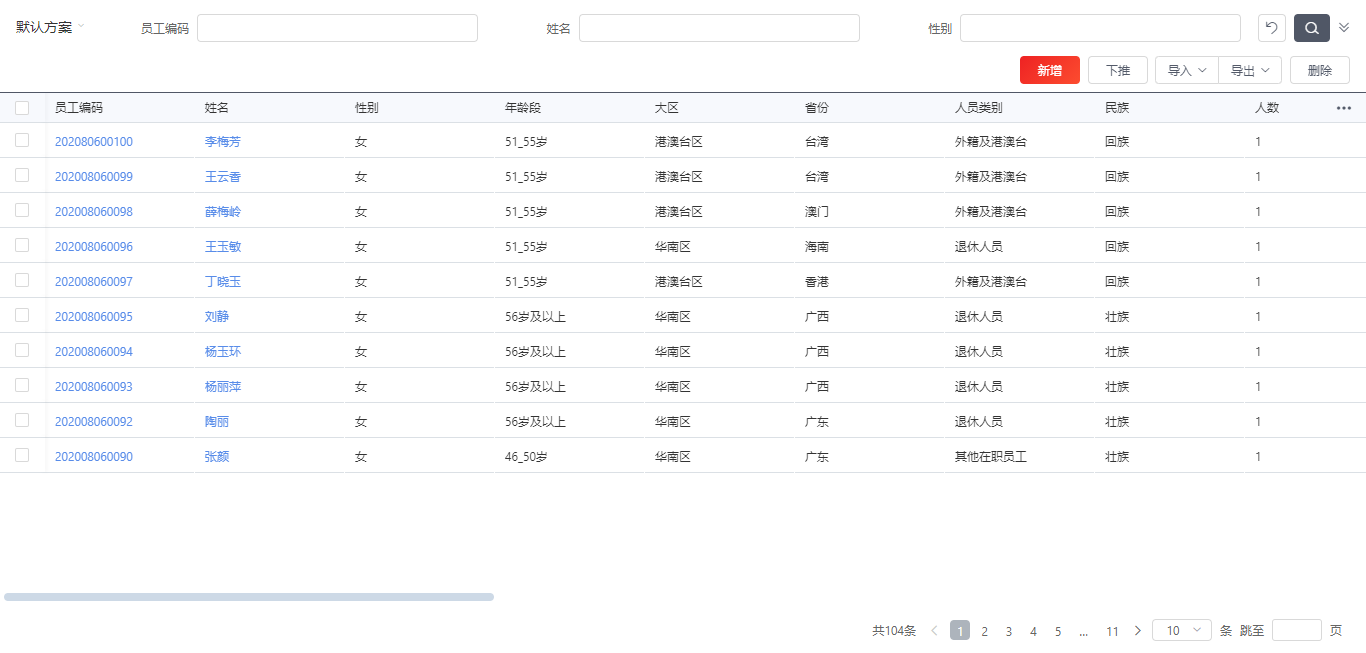 默认方案 员工编码 姓名 性别
新增 下推 导入 导出 删除
员工编码 姓名 性别 年龄段 大区 省份 人员类别 民族 人数 •••
202080600100 李梅芳 女 51_55岁 港澳台区 台湾 外籍及港澳台 回族 1
202008060099 王云香 女 51_55岁 港澳台区 台湾 外籍及港澳台 回族 1
202008060098 薛梅岭 女 51_55岁 港澳台区 澳门 外籍及港澳台 回族 1
202008060096 王玉敏 女 51_55岁 华南区 海南 退休人员 回族 1
202008060097 丁晓玉 女 51_55岁 港澳台区 香港 外籍及港澳台 回族 1
202008060095 刘静 女 56岁及以上 华南区 广西 退休人员 壮族 1
202008060094 杨玉环 女 56岁及以上 华南区 广西 退休人员 壮族 1
202008060093 杨丽萍 女 56岁及以上 华南区 广西 退休人员 壮族 1
202008060092 陶丽 女 56岁及以上 华南区 广东 退休人员 壮族 1
202008060090 张颜 女 46_50岁 华南区 广东 其他在职员工 壮族 1
共104条 1 2 3 4 5 ... 11 10 条 跳至 页